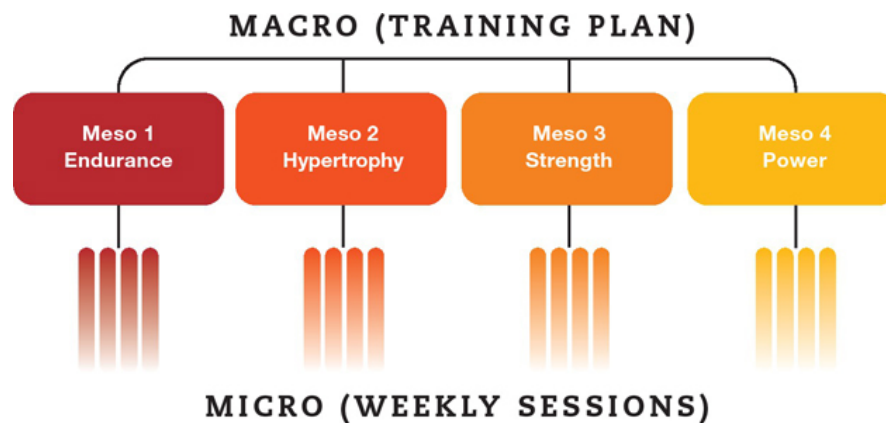 MACRO (TRAINING PLAN)
Meso 1
Endurance
Meso 2
Hypertrophy
Meso 3
Strength
Meso 4
Power
MICRO (WEEKLY SESSIONS)